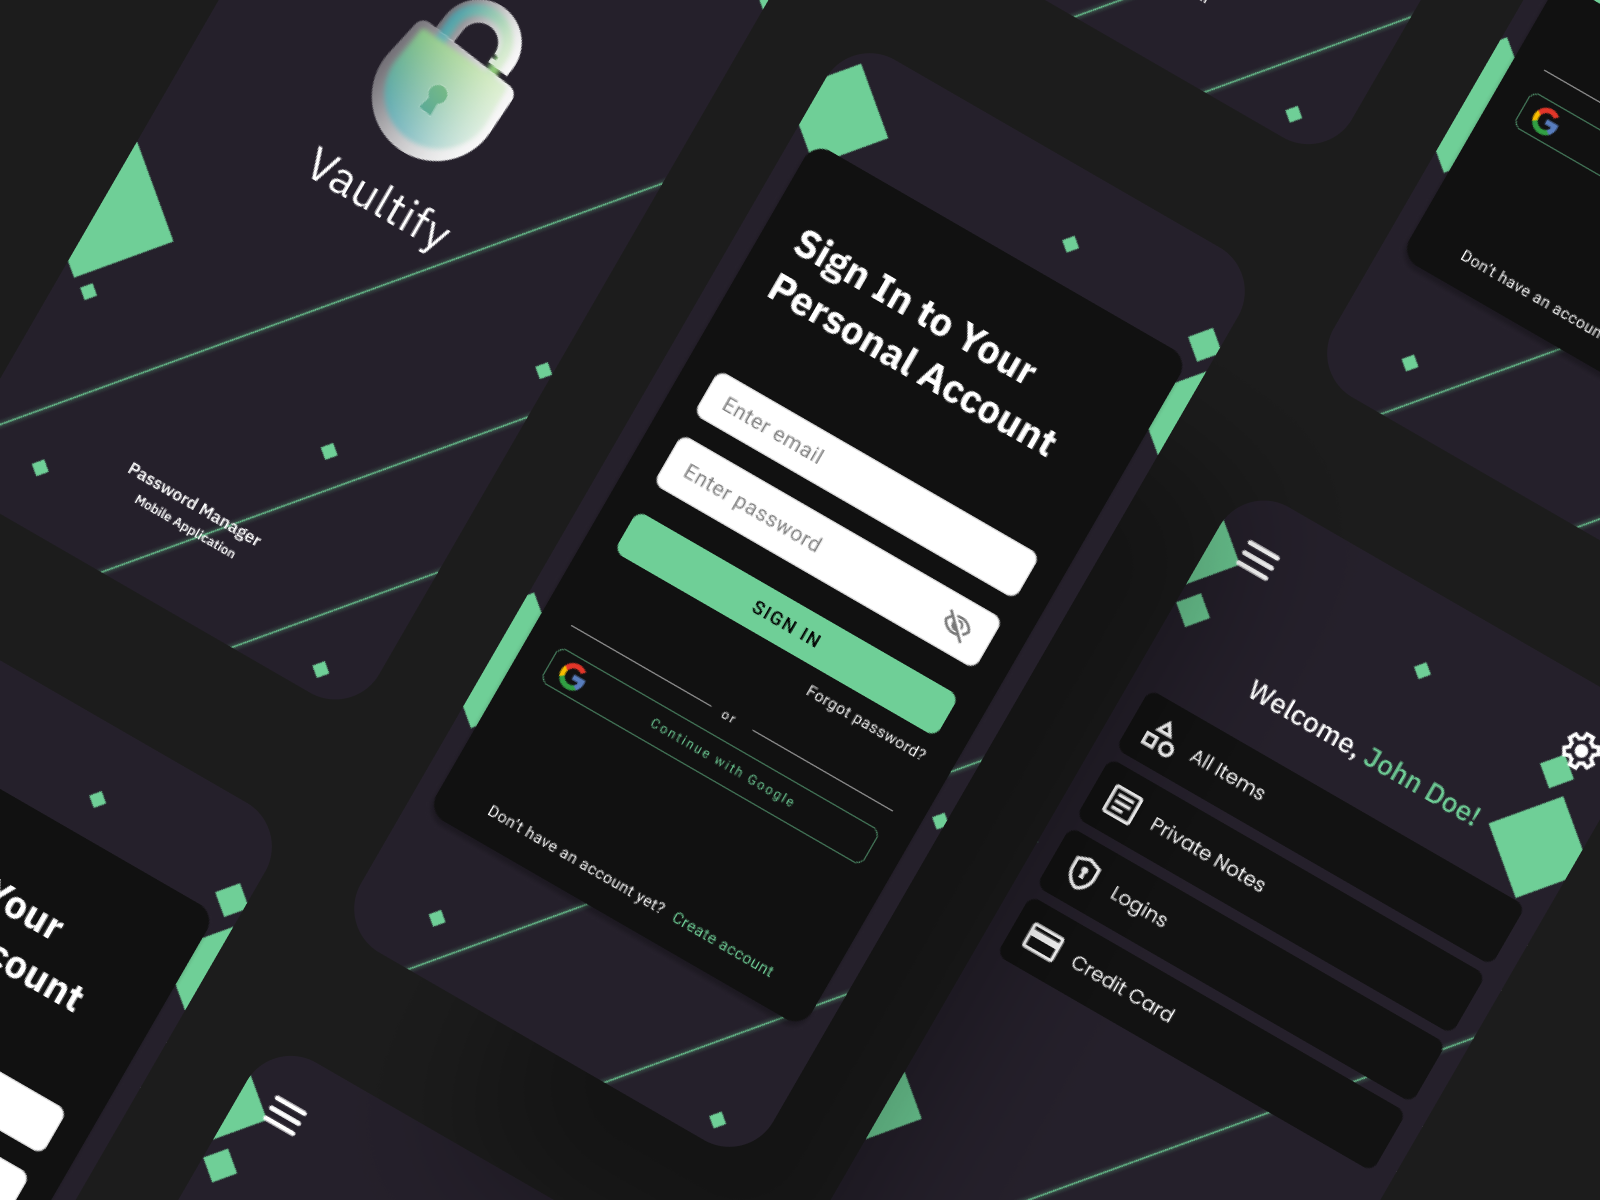 Vaultify
Password Manager
Mobile Application
Sign In to Your
Personal Account
Enter email
Enter password
SIGN IN
Forgot password?
or
Continue with Google
Don't have an account yet? Create account
Welcome, John Doe!
All Items
Private Notes
Logins
Credit Card
Don't have an accoun
Your
count